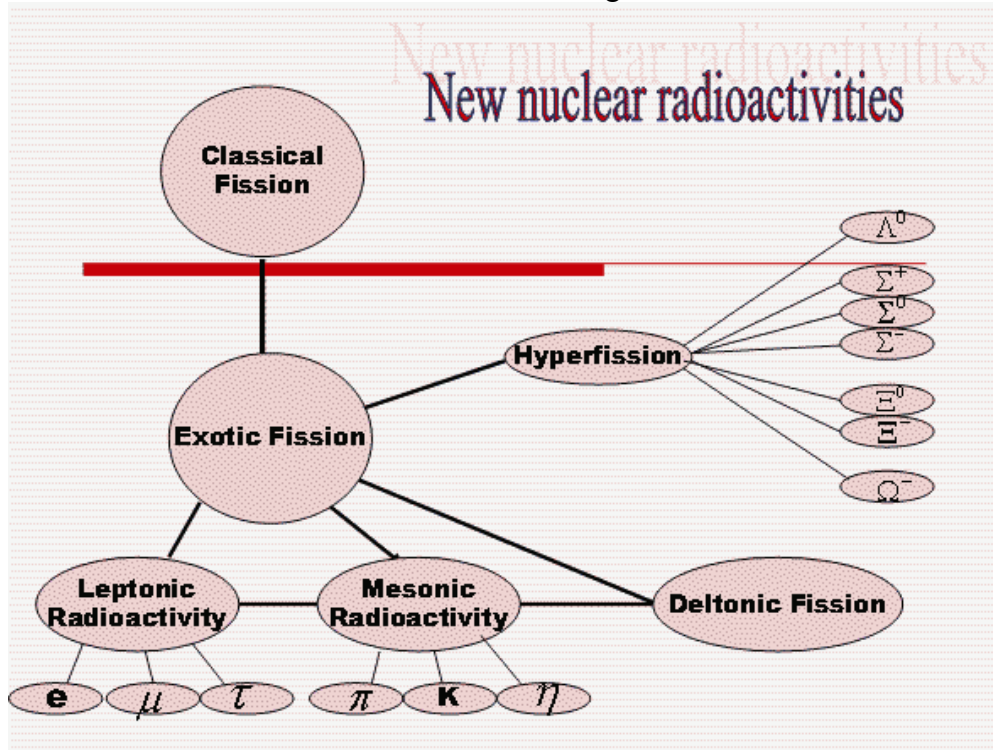 New nuclear radioactivities
New nuclear radioactivities
Classical
Fission
Λ⁰
Σ⁺
Σ⁰
Σ⁻
Hyperfission
Ξ⁰
Ξ⁻
Exotic Fission
Ω⁻
Leptonic
Radioactivity
Mesonic
Radioactivity
Deltonic Fission
e
μ
τ
π
K
η